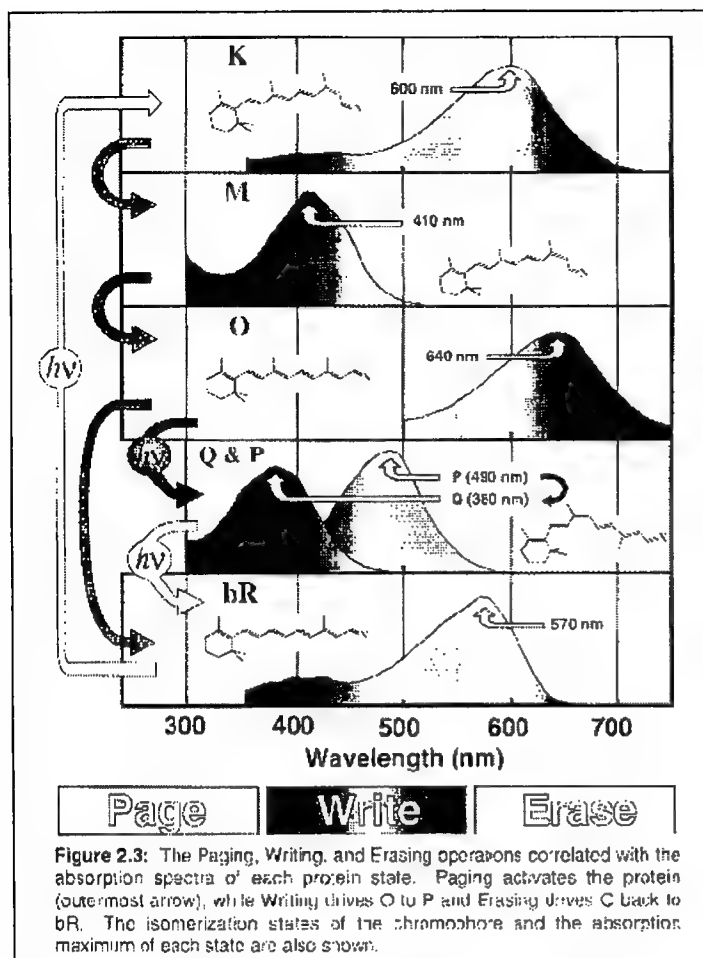 K
600 nm
M
410 nm
O
640 nm
hν
hν
Q & P
P (490 nm)
Q (380 nm)
hν
bR
570 nm
300 400 500 600 700
Wavelength (nm)
Page Write Erase
Figure 2.3: The Paging, Writing, and Erasing operations correlated with the
absorption spectra of each protein state. Paging activates the protein
(outermost arrow), while Writing drives O to P and Erasing drives Q back to
bR. The isomerization states of the chromophore and the absorption
maximum of each state are also shown.